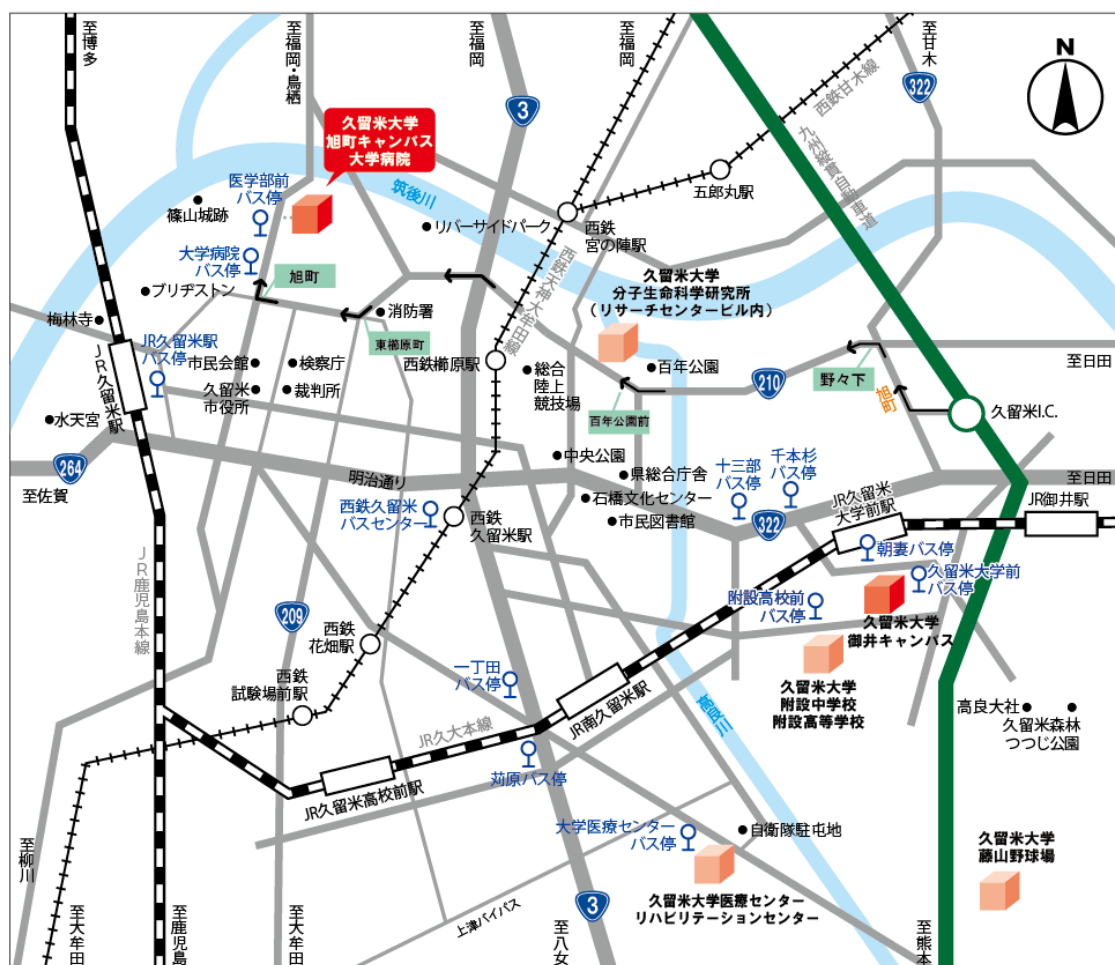 至博多
至福岡・鳥栖
至福岡
至福岡
至甘木
N
3
322
西鉄甘木線
九州縦貫自動車道
久留米大学
旭町キャンパス
大学病院
医学部前
バス停
篠山城跡
筑後川
五郎丸駅
リバーサイドパーク
西鉄
宮の陣駅
大学病院
バス停
旭町
西鉄天神大牟田線
久留米大学
分子生命科学研究所
（リサーチセンタービル内）
ブリヂストン
梅林寺
消防署
東櫛原町
JR久留米駅
バス停
JR久留米駅
市民会館
検察庁
西鉄櫛原駅
総合
陸上
競技場
百年公園
210
野々下
至日田
久留米
市役所
裁判所
百年公園前
旭町
久留米I.C.
水天宮
264
至佐賀
明治通り
中央公園
県総合庁舎
石橋文化センター
市民図書館
十三部
バス停
千本杉
バス停
至日田
322
JR久留米
大学前駅
JR御井駅
西鉄久留米
バスセンター
西鉄
久留米駅
朝妻バス停
久留米大学前
バス停
JR鹿児島本線
209
西鉄
花畑駅
附設高校前
バス停
久留米大学
御井キャンパス
西鉄
試験場前駅
一丁田
バス停
JR南久留米駅
高良川
久留米大学
附設中学校
附設高等学校
高良大社
久留米森林
つつじ公園
JR久大本線
JR久留米高校前駅
苅原バス停
大学医療センター
バス停
自衛隊駐屯地
久留米大学
藤山野球場
久留米大学医療センター
リハビリテーションセンター
3
上津バイパス
至柳川
至大牟田
至鹿児島
至大牟田
至八女
至熊本